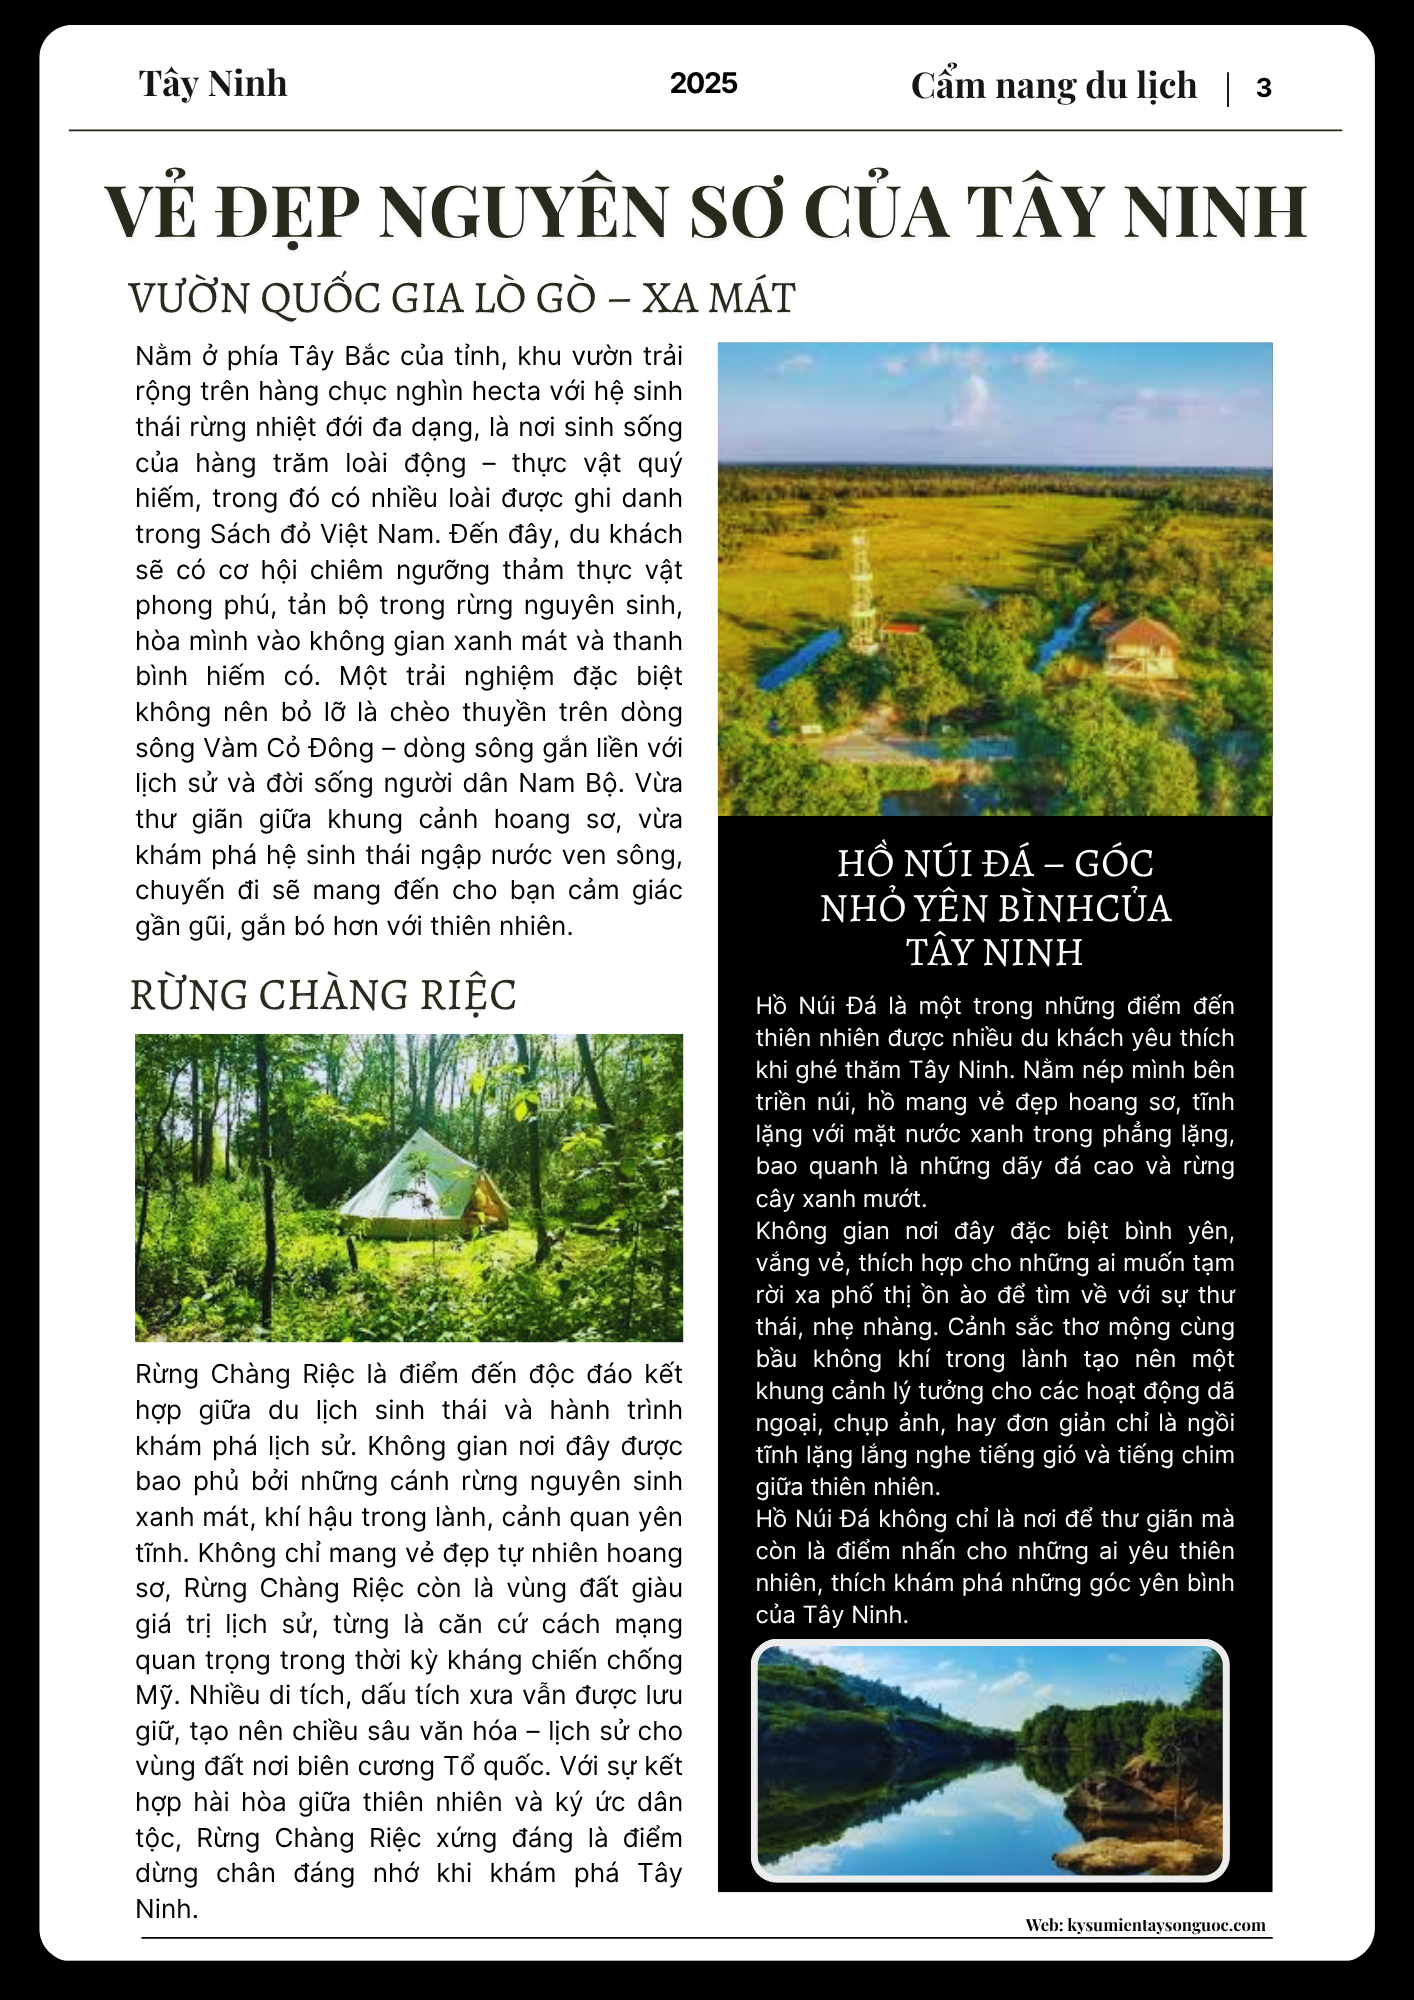 Tây Ninh
2025
Cẩm nang du lịch | 3
VẺ ĐẸP NGUYÊN SƠ CỦA TÂY NINH
VƯỜN QUỐC GIA LÒ GÒ – XA MÁT
Nằm ở phía Tây Bắc của tỉnh, khu vườn trải
rộng trên hàng chục nghìn hecta với hệ sinh
thái rừng nhiệt đới đa dạng, là nơi sinh sống
của hàng trăm loài động – thực vật quý
hiếm, trong đó có nhiều loài được ghi danh
trong Sách đỏ Việt Nam. Đến đây, du khách
sẽ có cơ hội chiêm ngưỡng thảm thực vật
phong phú, tản bộ trong rừng nguyên sinh,
hòa mình vào không gian xanh mát và thanh
bình hiếm có. Một trải nghiệm đặc biệt
không nên bỏ lỡ là chèo thuyền trên dòng
sông Vàm Cỏ Đông – dòng sông gắn liền với
lịch sử và đời sống người dân Nam Bộ. Vừa
thư giãn giữa khung cảnh hoang sơ, vừa
khám phá hệ sinh thái ngập nước ven sông,
chuyến đi sẽ mang đến cho bạn cảm giác
gần gũi, gắn bó hơn với thiên nhiên.
RỪNG CHÀNG RIỆC
Rừng Chàng Riệc là điểm đến độc đáo kết
hợp giữa du lịch sinh thái và hành trình
khám phá lịch sử. Không gian nơi đây được
bao phủ bởi những cánh rừng nguyên sinh
xanh mát, khí hậu trong lành, cảnh quan yên
tĩnh. Không chỉ mang vẻ đẹp tự nhiên hoang
sơ, Rừng Chàng Riệc còn là vùng đất giàu
giá trị lịch sử, từng là căn cứ cách mạng
quan trọng trong thời kỳ kháng chiến chống
Mỹ. Nhiều di tích, dấu tích xưa vẫn được lưu
giữ, tạo nên chiều sâu văn hóa – lịch sử cho
vùng đất nơi biên cương Tổ quốc. Với sự kết
hợp hài hòa giữa thiên nhiên và ký ức dân
tộc, Rừng Chàng Riệc xứng đáng là điểm
dừng chân đáng nhớ khi khám phá Tây
Ninh.
HỒ NÚI ĐÁ – GÓC
NHỎ YÊN BÌNHCỦA
TÂY NINH
Hồ Núi Đá là một trong những điểm đến
thiên nhiên được nhiều du khách yêu thích
khi ghé thăm Tây Ninh. Nằm nép mình bên
triền núi, hồ mang vẻ đẹp hoang sơ, tĩnh
lặng với mặt nước xanh trong phẳng lặng,
bao quanh là những dãy đá cao và rừng
cây xanh mướt.
Không gian nơi đây đặc biệt bình yên,
vắng vẻ, thích hợp cho những ai muốn tạm
rời xa phố thị ồn ào để tìm về với sự thư
thái, nhẹ nhàng. Cảnh sắc thơ mộng cùng
bầu không khí trong lành tạo nên một
khung cảnh lý tưởng cho các hoạt động dã
ngoại, chụp ảnh, hay đơn giản chỉ là ngồi
tĩnh lặng lắng nghe tiếng gió và tiếng chim
giữa thiên nhiên.
Hồ Núi Đá không chỉ là nơi để thư giãn mà
còn là điểm nhấn cho những ai yêu thiên
nhiên, thích khám phá những góc yên bình
của Tây Ninh.
Web: kysumientaysonguoc.com